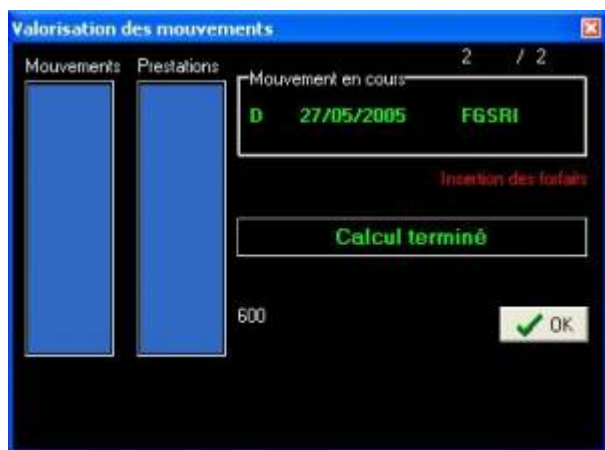 Valorisation des mouvements
Mouvements Prestations
2 / 2
Mouvement en cours
D 27/05/2005 FGSRI
Insertion des forfaits
Calcul terminé
600
OK